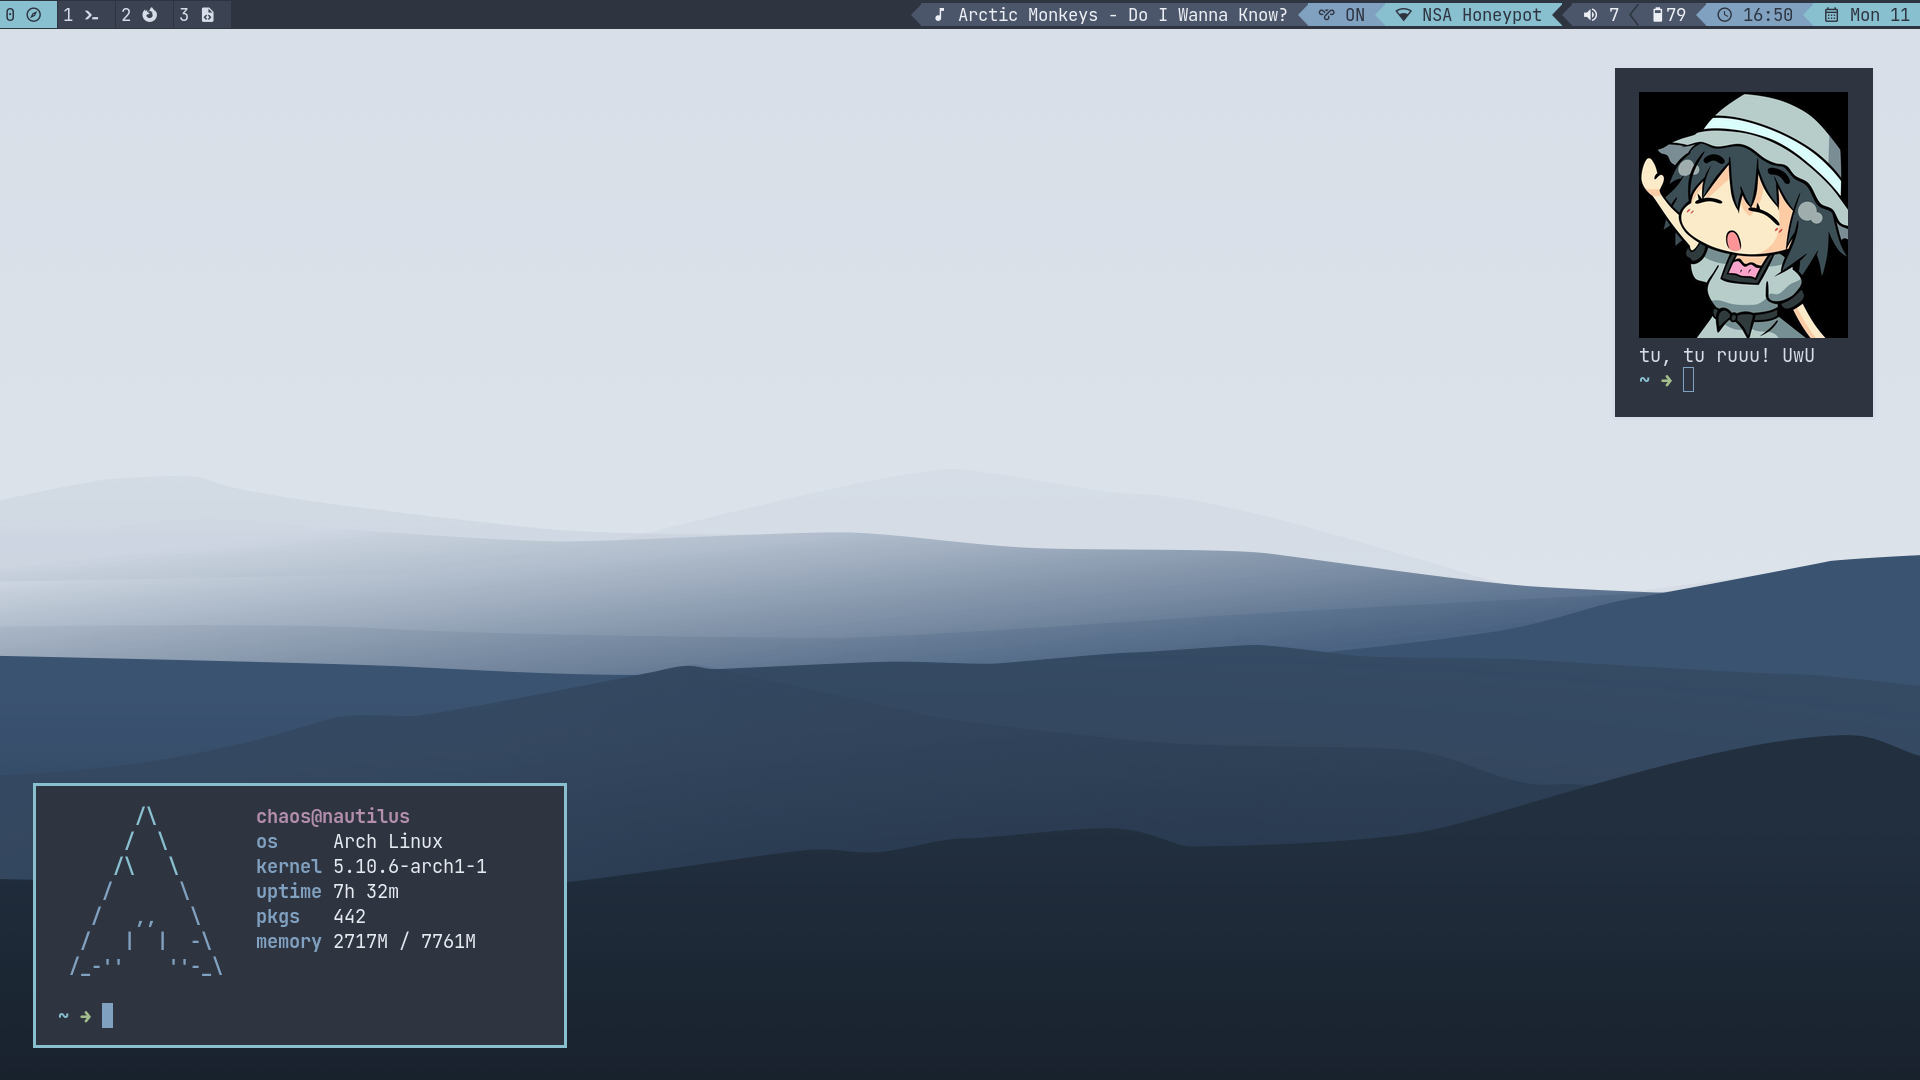 0 1 2 3 Arctic Monkeys - Do I Wanna Know? ON NSA Honeypot 7 79 16:50 Mon 11
tu, tu ruuu! UwU
~ ➜
/\
/  \
/\   \
/      \
/   ,,   \
/   |  |  -\
/_-''    ''-_\
chaos@nautilus
os     Arch Linux
kernel 5.10.6-arch1-1
uptime 7h 32m
pkgs   442
memory 2717M / 7761M
~ ➜